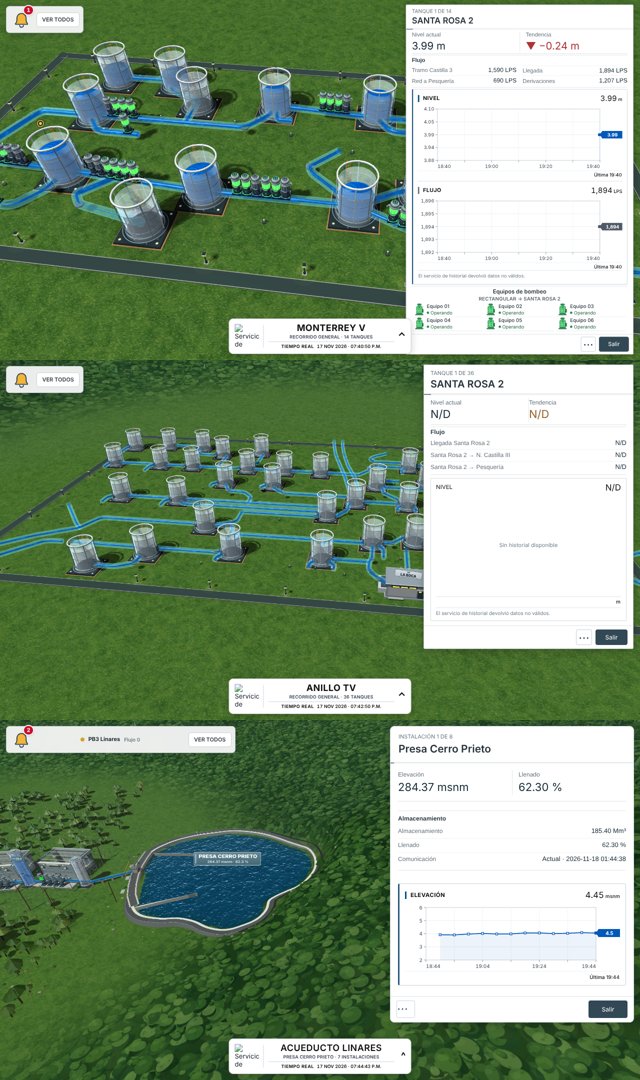 1
VER TODOS
TANQUE 1 DE 14
SANTA ROSA 2
Nivel actual
Tendencia
3.99 m
▼ −0.24 m
Flujo
Tramo Castilla 3 1,590 LPS
Llegada 1,894 LPS
Red a Pesquería 690 LPS
Derivaciones 1,207 LPS
NIVEL 3.99 m
4.10
4.05
3.99
3.94
3.88
3.99
18:40 19:00 19:20 19:40
Última 19:40
FLUJO 1,894 LPS
1,896
1,895
1,894
1,893
1,892
1,894
18:40 19:00 19:20 19:40
Última 19:40
El servicio de historial devolvió datos no válidos.
Equipos de bombeo
RECTANGULAR → SANTA ROSA 2
Equipo 01
Operando
Equipo 02
Operando
Equipo 03
Operando
Equipo 04
Operando
Equipo 05
Operando
Equipo 06
Operando
... Salir
Servicic
de
MONTERREY V
RECORRIDO GENERAL · 14 TANQUES
TIEMPO REAL 17 NOV 2026 · 07:40:50 P.M.
VER TODOS
TANQUE 1 DE 36
SANTA ROSA 2
Nivel actual
Tendencia
N/D
N/D
Flujo
Llegada Santa Rosa 2 N/D
Santa Rosa 2 → N. Castilla III N/D
Santa Rosa 2 → Pesquería N/D
NIVEL N/D
Sin historial disponible
m
El servicio de historial devolvió datos no válidos.
... Salir
LA BOCA
Servicic
de
ANILLO TV
RECORRIDO GENERAL · 36 TANQUES
TIEMPO REAL 17 NOV 2026 · 07:42:50 P.M.
2
PB3 Linares Flujo 0
VER TODOS
INSTALACIÓN 1 DE 6
Presa Cerro Prieto
Elevación
Llenado
284.37 msnm
62.30 %
Almacenamiento
Almacenamiento 185.40 Mm³
Llenado 62.30 %
Comunicación Actual · 2026-11-18 01:44:38
ELEVACIÓN 4.45 msnm
6
5
4
3
2
4.5
18:44 19:04 19:24 19:44
Última 19:44
... Salir
PRESA CERRO PRIETO
284.37 msnm · 62.3 %
Servicic
de
ACUEDUCTO LINARES
PRESA CERRO PRIETO · 7 INSTALACIONES
TIEMPO REAL 17 NOV 2026 · 07:44:43 P.M.